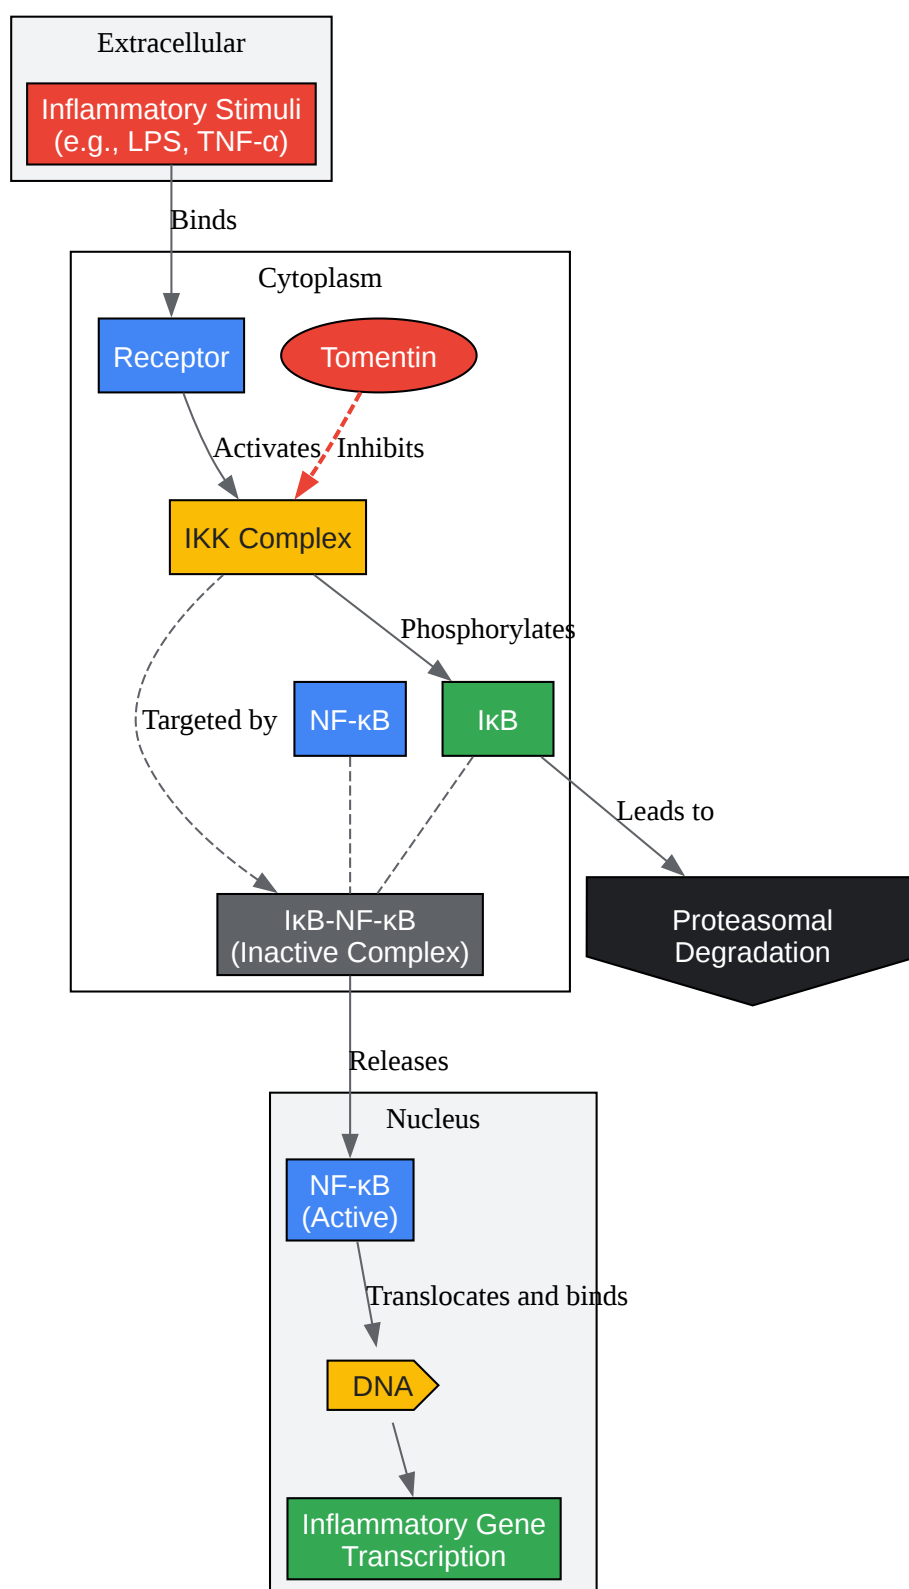 Extracellular
Inflammatory Stimuli
(e.g., LPS, TNF-α)
Binds
Cytoplasm
Receptor
Tomentin
Activates
Inhibits
IKK Complex
Phosphorylates
Targeted by
NF-κB
IκB
Leads to
IκB-NF-κB
(Inactive Complex)
Proteasomal
Degradation
Releases
Nucleus
NF-κB
(Active)
Translocates and binds
DNA
Inflammatory Gene
Transcription